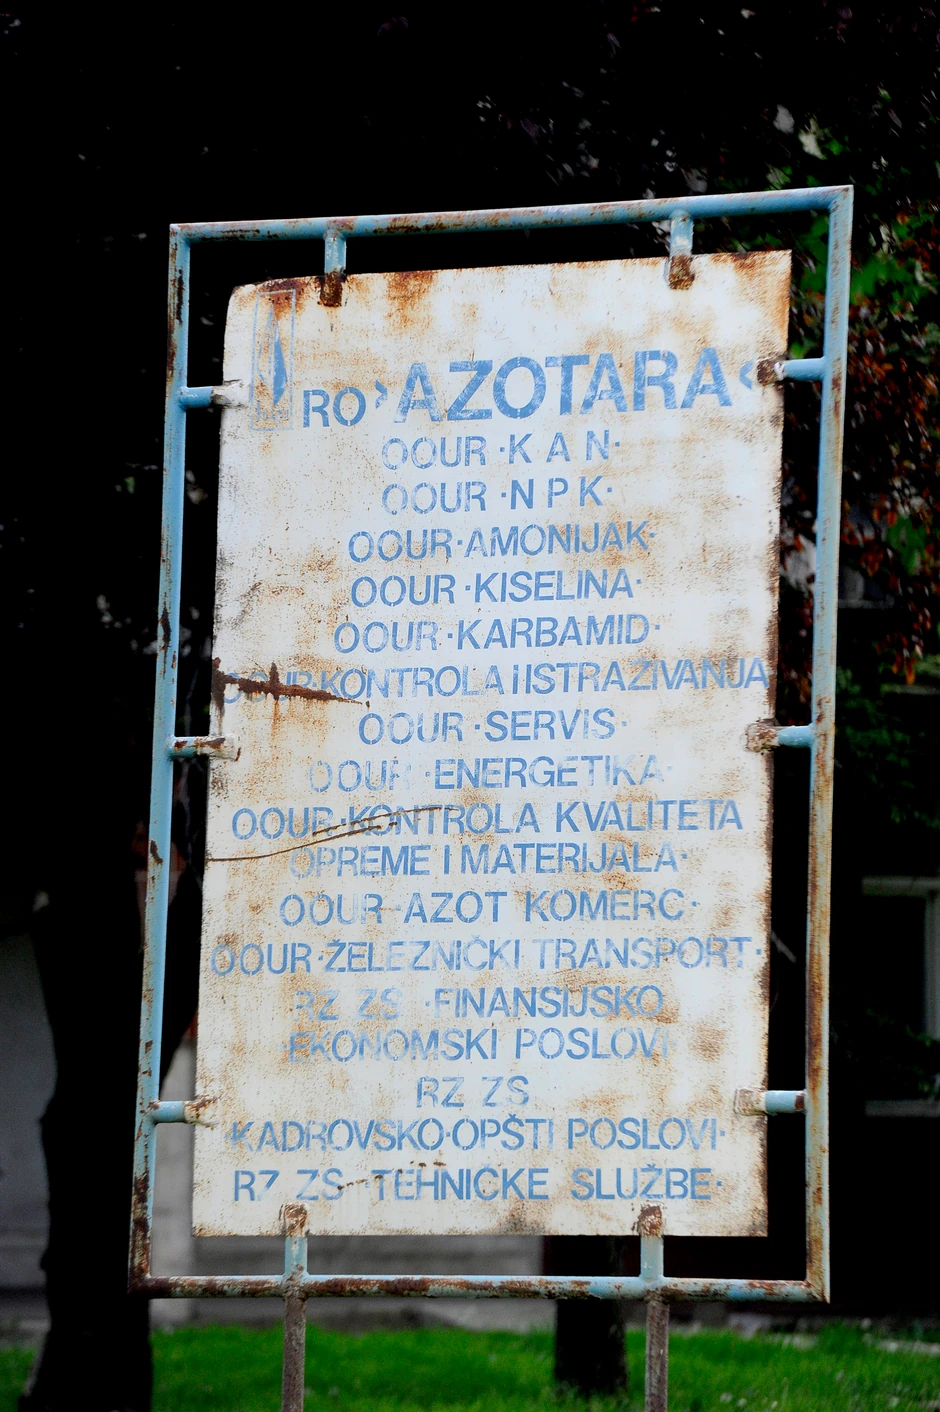 RO ›AZOTARA‹
OOUR ·K A N·
OOUR ·N P K·
OOUR·AMONIJAK·
OOUR ·KISELINA·
OOUR ·KARBAMID·
OOUR·KONTROLA I ISTRAŽIVANJA
OOUR ·SERVIS·
OOUR ·ENERGETIKA·
OOUR·KONTROLA KVALITETA
OPREME I MATERIJALA·
OOUR ·AZOT KOMERC·
OOUR·ŽELEZNIČKI TRANSPORT·
RZ ZS ·FINANSIJSKO
EKONOMSKI POSLOVI
RZ ZS
·KADROVSKO·OPŠTI POSLOVI·
RZ ZS ·TEHNIČKE SLUŽBE·